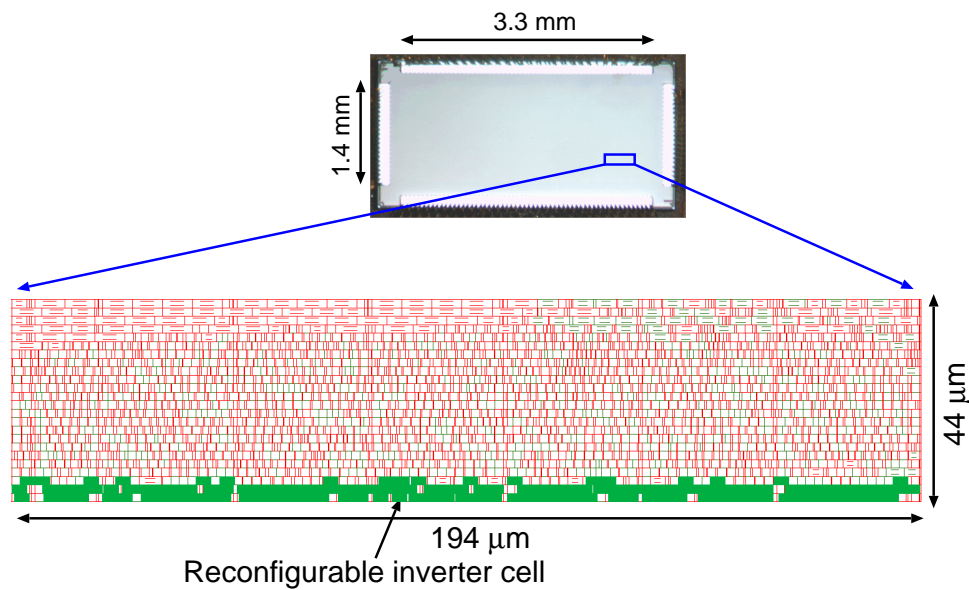 3.3 mm
1.4 mm
44 μm
194 μm
Reconfigurable inverter cell